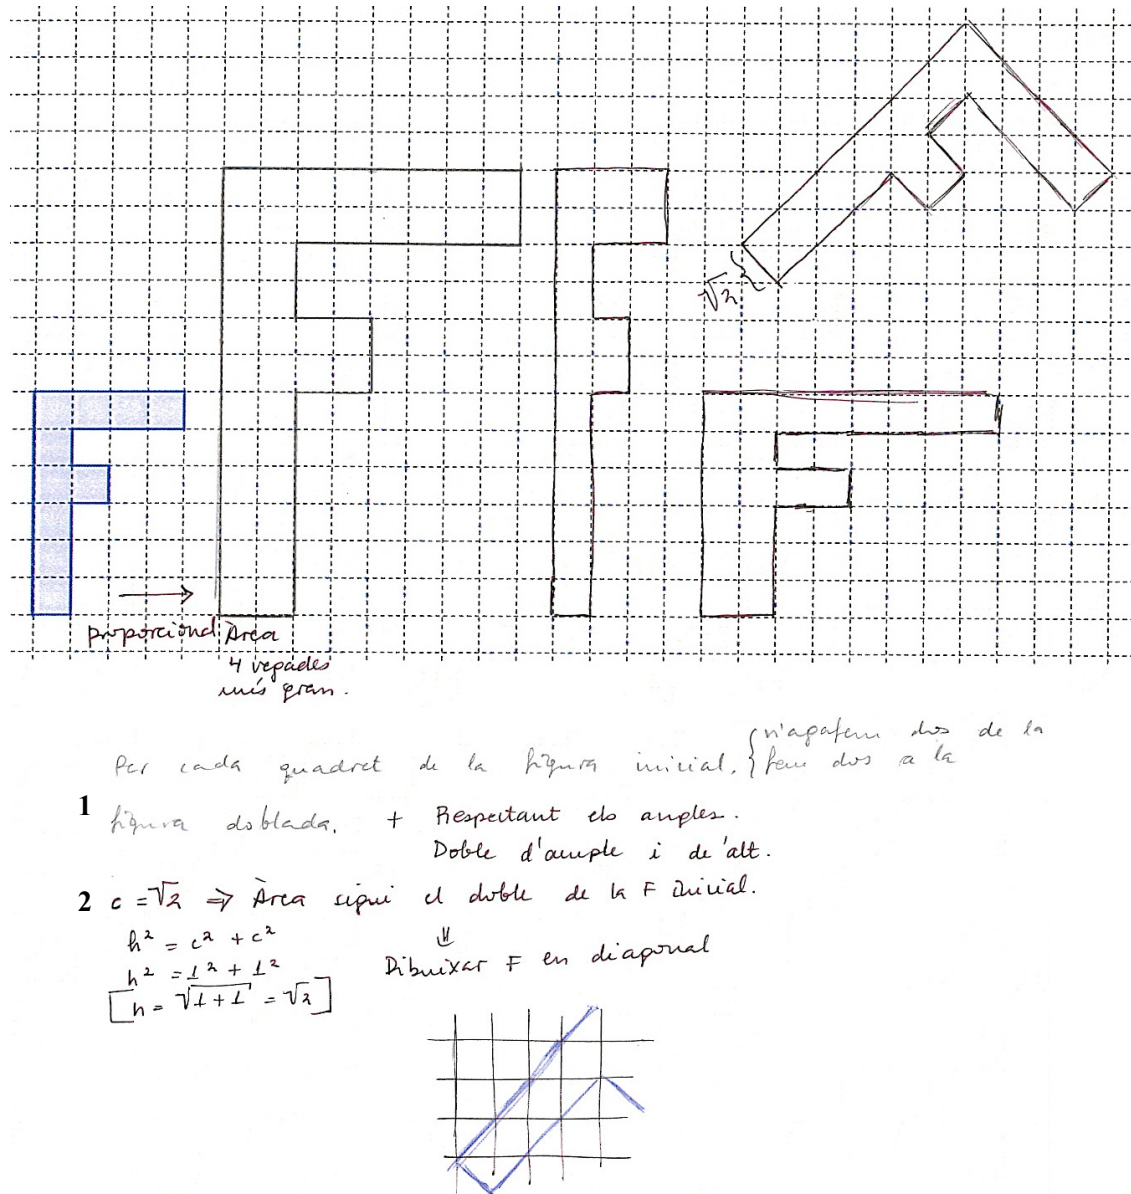 √2
proporcional Àrea
4 vegades
més gran.
Per cada quadret de la figura inicial, {n'agafem dos de la
fem dos a la
1 figura doblada. + Respectant els angles.
Doble d'ample i de'alt.
2 c = √2 ⇒ Àrea sigui el doble de la F inicial.
h² = c² + c²
h² = 1² + 1²
[h = √1+1 = √2]
⇓
Dibuixar F en diagonal